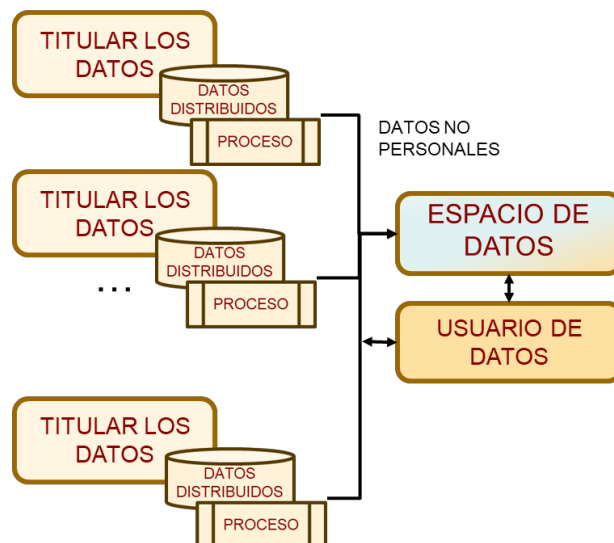 TITULAR LOS
DATOS
DATOS
DISTRIBUIDOS
PROCESO
DATOS NO
PERSONALES
TITULAR LOS
DATOS
DATOS
DISTRIBUIDOS
PROCESO
...
ESPACIO DE
DATOS
USUARIO DE
DATOS
TITULAR LOS
DATOS
DATOS
DISTRIBUIDOS
PROCESO